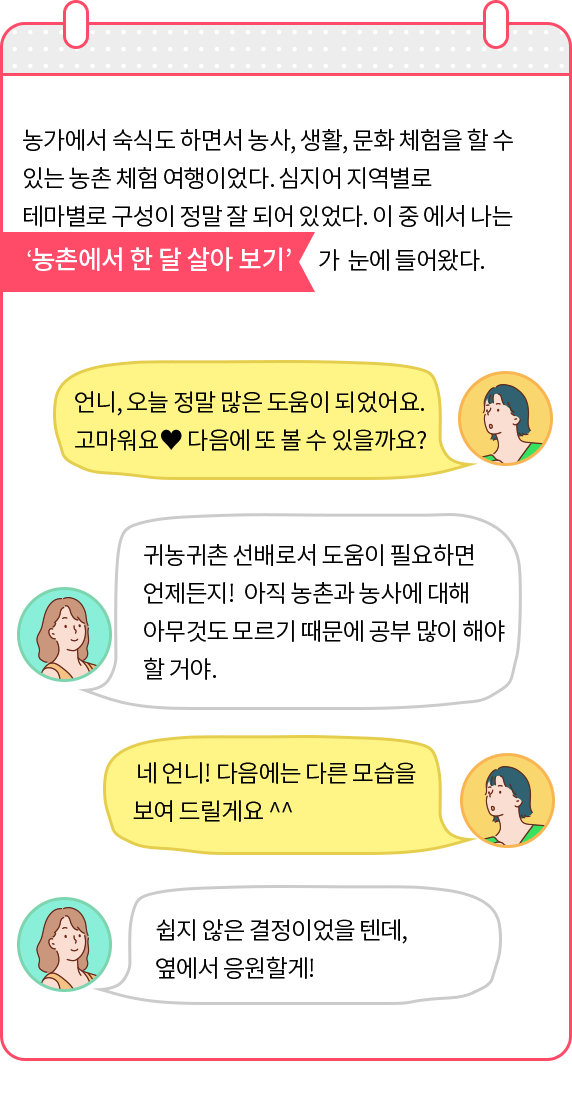 농가에서 숙식도 하면서 농사, 생활, 문화 체험을 할 수
있는 농촌 체험 여행이었다. 심지어 지역별로
테마별로 구성이 정말 잘 되어 있었다. 이 중 에서 나는
‘농촌에서 한 달 살아 보기’ 가 눈에 들어왔다.
언니, 오늘 정말 많은 도움이 되었어요.
고마워요♥ 다음에 또 볼 수 있을까요?
귀농귀촌 선배로서 도움이 필요하면
언제든지! 아직 농촌과 농사에 대해
아무것도 모르기 때문에 공부 많이 해야
할 거야.
네 언니! 다음에는 다른 모습을
보여 드릴게요 ^^
쉽지 않은 결정이었을 텐데,
옆에서 응원할게!